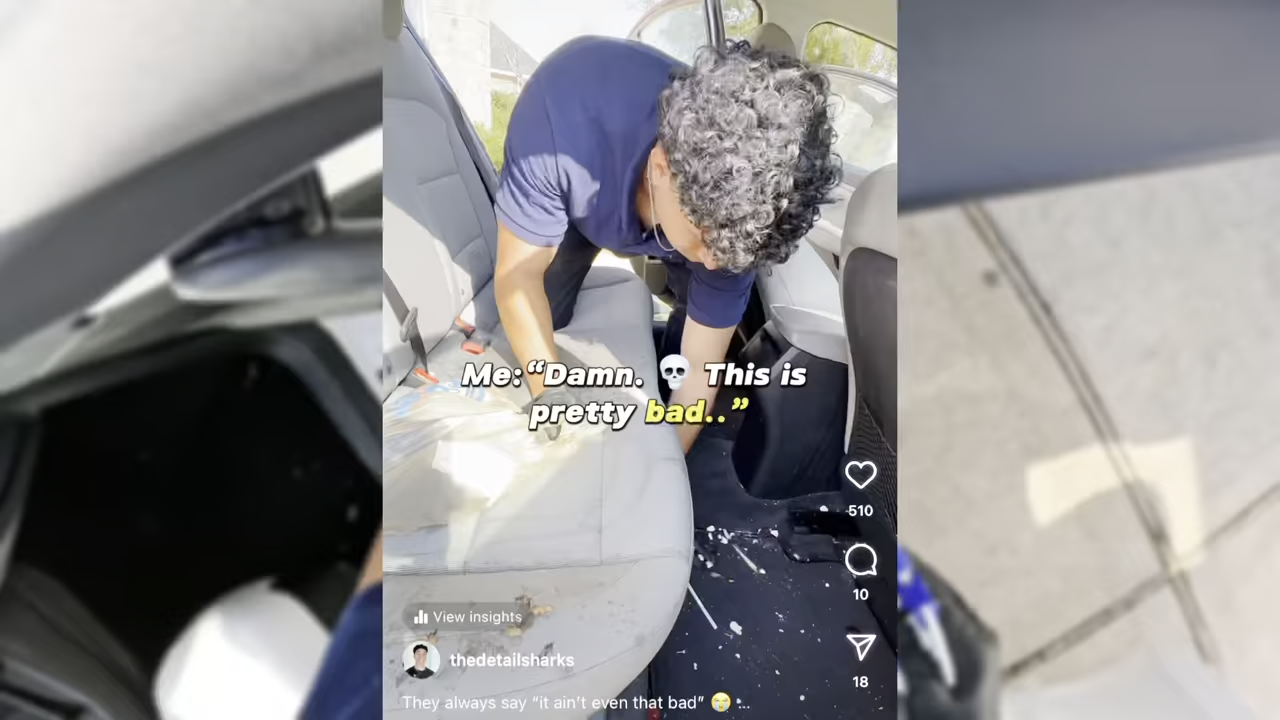 Me:“Damn. 💀 This is
pretty bad..”
510
10
View insights
thedetailsharks
18
They always say “it ain’t even that bad” 😭 ...